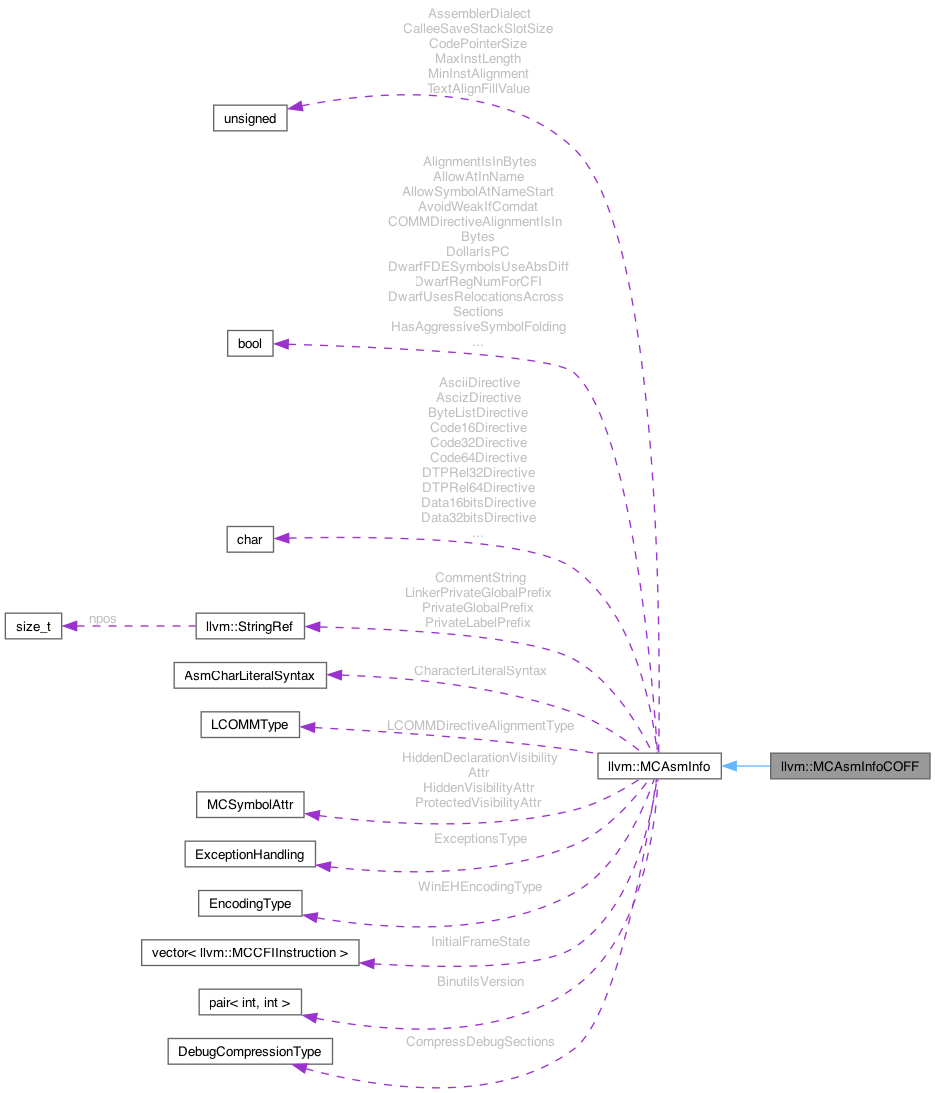 AssemblerDialect
CalleeSaveStackSlotSize
CodePointerSize
MaxInstLength
MinInstAlignment
TextAlignFillValue
unsigned
AlignmentIsInBytes
AllowAtInName
AllowSymbolAtNameStart
AvoidWeakIfComdat
COMMDirectiveAlignmentIsIn
Bytes
DollarIsPC
DwarfFDESymbolsUseAbsDiff
DwarfRegNumForCFI
DwarfUsesRelocationsAcross
Sections
HasAggressiveSymbolFolding
...
bool
AsciiDirective
AscizDirective
ByteListDirective
Code16Directive
Code32Directive
Code64Directive
DTPRel32Directive
DTPRel64Directive
Data16bitsDirective
Data32bitsDirective
...
char
CommentString
LinkerPrivateGlobalPrefix
PrivateGlobalPrefix
PrivateLabelPrefix
size_t
npos
llvm::StringRef
CharacterLiteralSyntax
AsmCharLiteralSyntax
LCOMMDirectiveAlignmentType
LCOMMType
llvm::MCAsmInfo
llvm::MCAsmInfoCOFF
HiddenDeclarationVisibility
Attr
HiddenVisibilityAttr
ProtectedVisibilityAttr
MCSymbolAttr
ExceptionsType
ExceptionHandling
WinEHEncodingType
EncodingType
InitialFrameState
vector< llvm::MCCFIInstruction >
BinutilsVersion
pair< int, int >
CompressDebugSections
DebugCompressionType